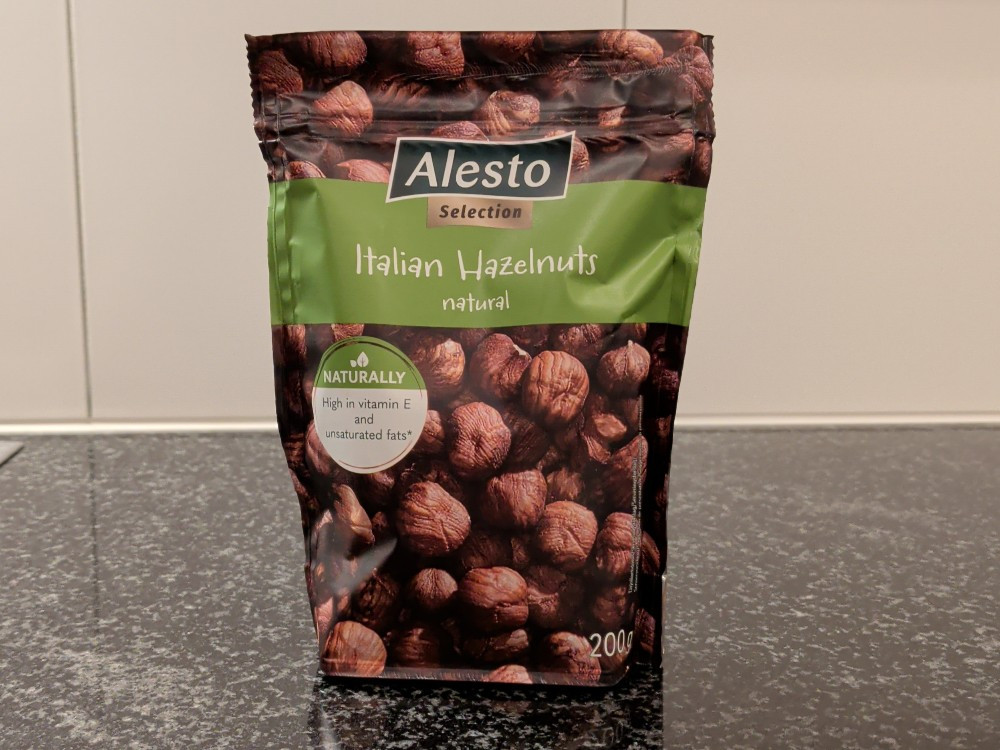 Alesto
Selection
Italian Hazelnuts
natural
NATURALLY
High in vitamin E
and
unsaturated fats*
200g